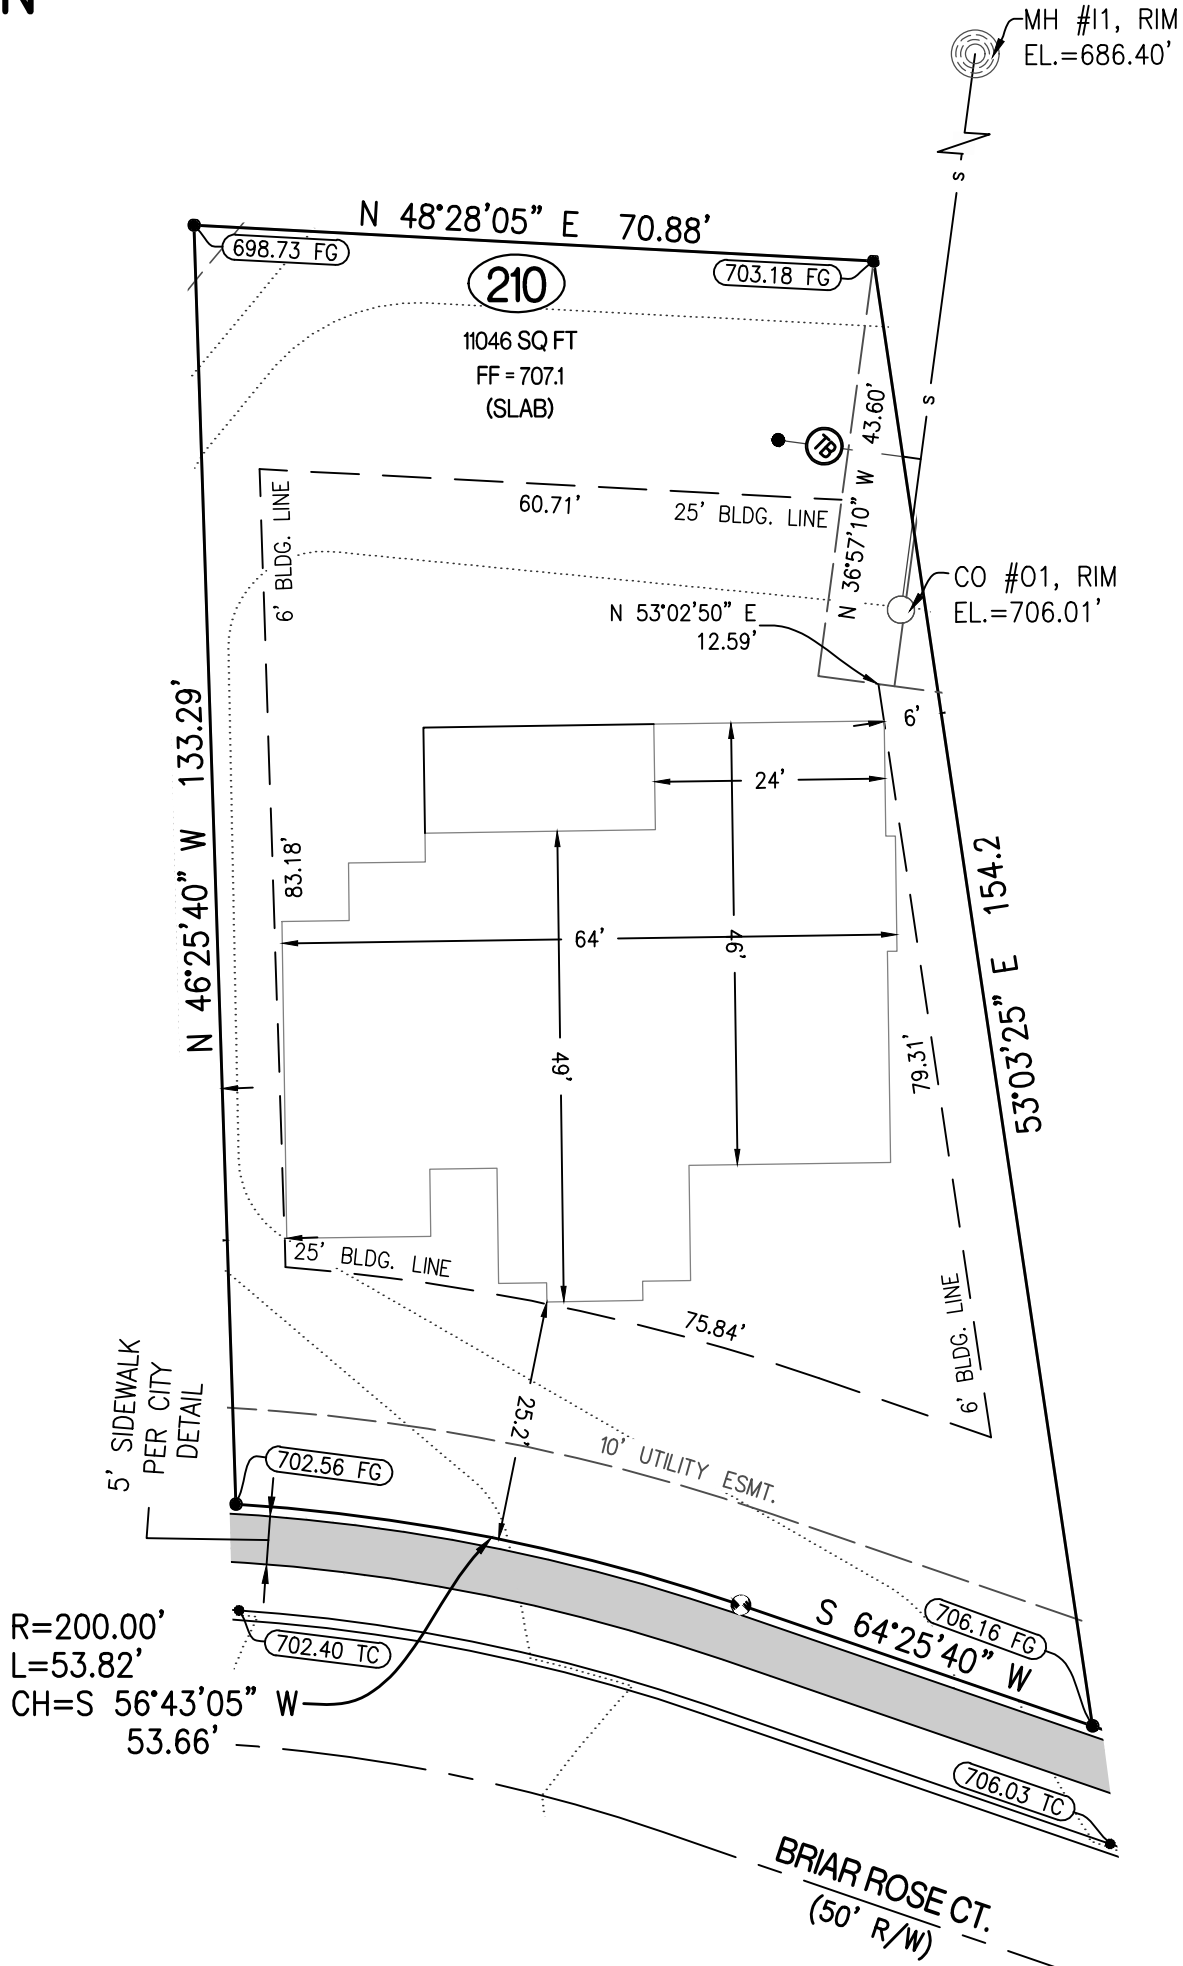 N
MH #I1, RIM
EL.=686.40'
S
N 48°28'05" E 70.88'
698.73 FG
703.18 FG
210
11046 SQ FT
FF = 707.1
(SLAB)
S
TB
N 36°57'10" W 43.60'
60.71'
25' BLDG. LINE
6' BLDG. LINE
CO #O1, RIM
EL.=706.01'
N 53°02'50" E
12.59'
6'
24'
N 46°25'40" W 133.29'
83.18'
64'
46'
49'
79.31'
53°03'25" E 154.2
25' BLDG. LINE
75.84'
6' BLDG. LINE
5' SIDEWALK
PER CITY
DETAIL
25.2'
10' UTILITY ESMT.
702.56 FG
706.16 FG
S 64°25'40" W
R=200.00'
L=53.82'
CH=S 56°43'05" W
53.66'
702.40 TC
706.03 TC
BRIAR ROSE CT.
(50' R/W)